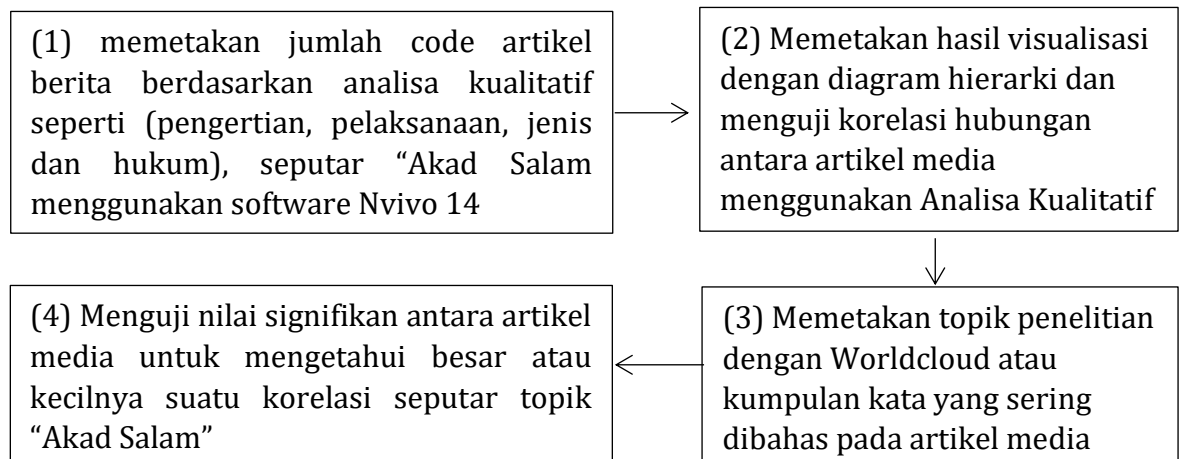 (1) memetakan jumlah code artikel
berita berdasarkan analisa kualitatif
seperti (pengertian, pelaksanaan, jenis
dan hukum), seputar “Akad Salam
menggunakan software Nvivo 14
(2) Memetakan hasil visualisasi
dengan diagram hierarki dan
menguji korelasi hubungan
antara artikel media
menggunakan Analisa Kualitatif
(3) Memetakan topik penelitian
dengan Worldcloud atau
kumpulan kata yang sering
dibahas pada artikel media
(4) Menguji nilai signifikan antara artikel
media untuk mengetahui besar atau
kecilnya suatu korelasi seputar topik
“Akad Salam”